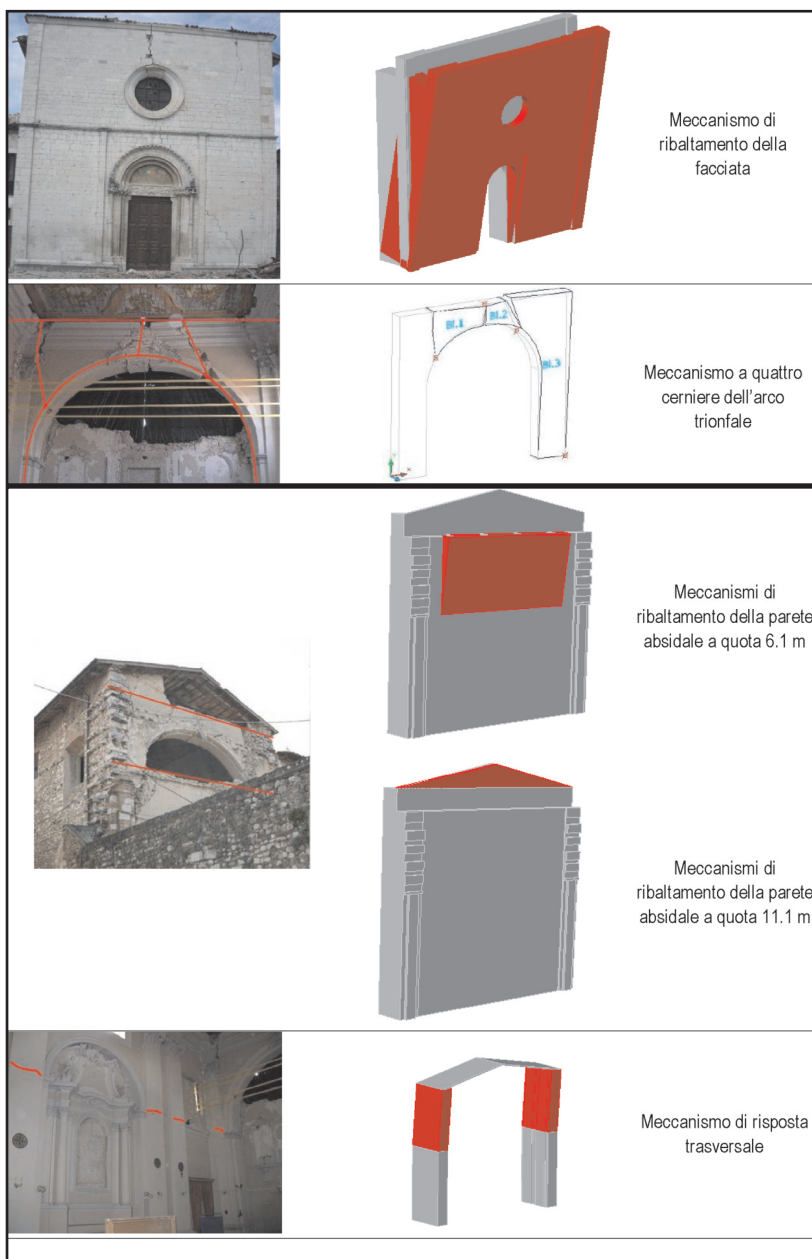 Meccanismo di
ribaltamento della
facciata
Bl.1
Bl.2
Bl.3
Meccanismo a quattro
cerniere dell'arco
trionfale
Meccanismi di
ribaltamento della parete
absidale a quota 6.1 m
Meccanismi di
ribaltamento della parete
absidale a quota 11.1 m
Meccanismo di risposta
trasversale